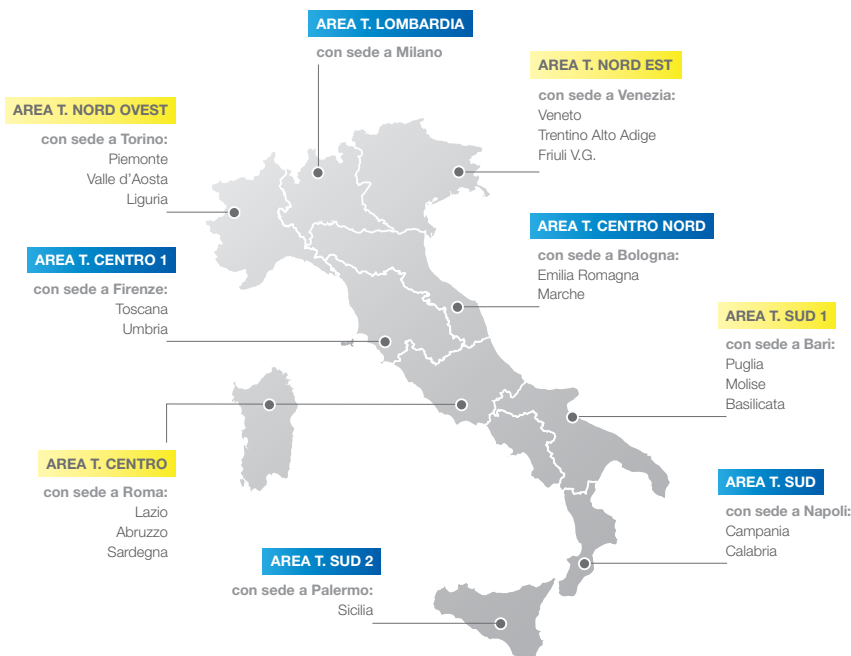 AREA T. LOMBARDIA
con sede a Milano
AREA T. NORD EST
con sede a Venezia:
Veneto
Trentino Alto Adige
Friuli V.G.
AREA T. NORD OVEST
con sede a Torino:
Piemonte
Valle d'Aosta
Liguria
AREA T. CENTRO NORD
con sede a Bologna:
Emilia Romagna
Marche
AREA T. CENTRO 1
con sede a Firenze:
Toscana
Umbria
AREA T. SUD 1
con sede a Bari:
Puglia
Molise
Basilicata
AREA T. CENTRO
con sede a Roma:
Lazio
Abruzzo
Sardegna
AREA T. SUD
con sede a Napoli:
Campania
Calabria
AREA T. SUD 2
con sede a Palermo:
Sicilia